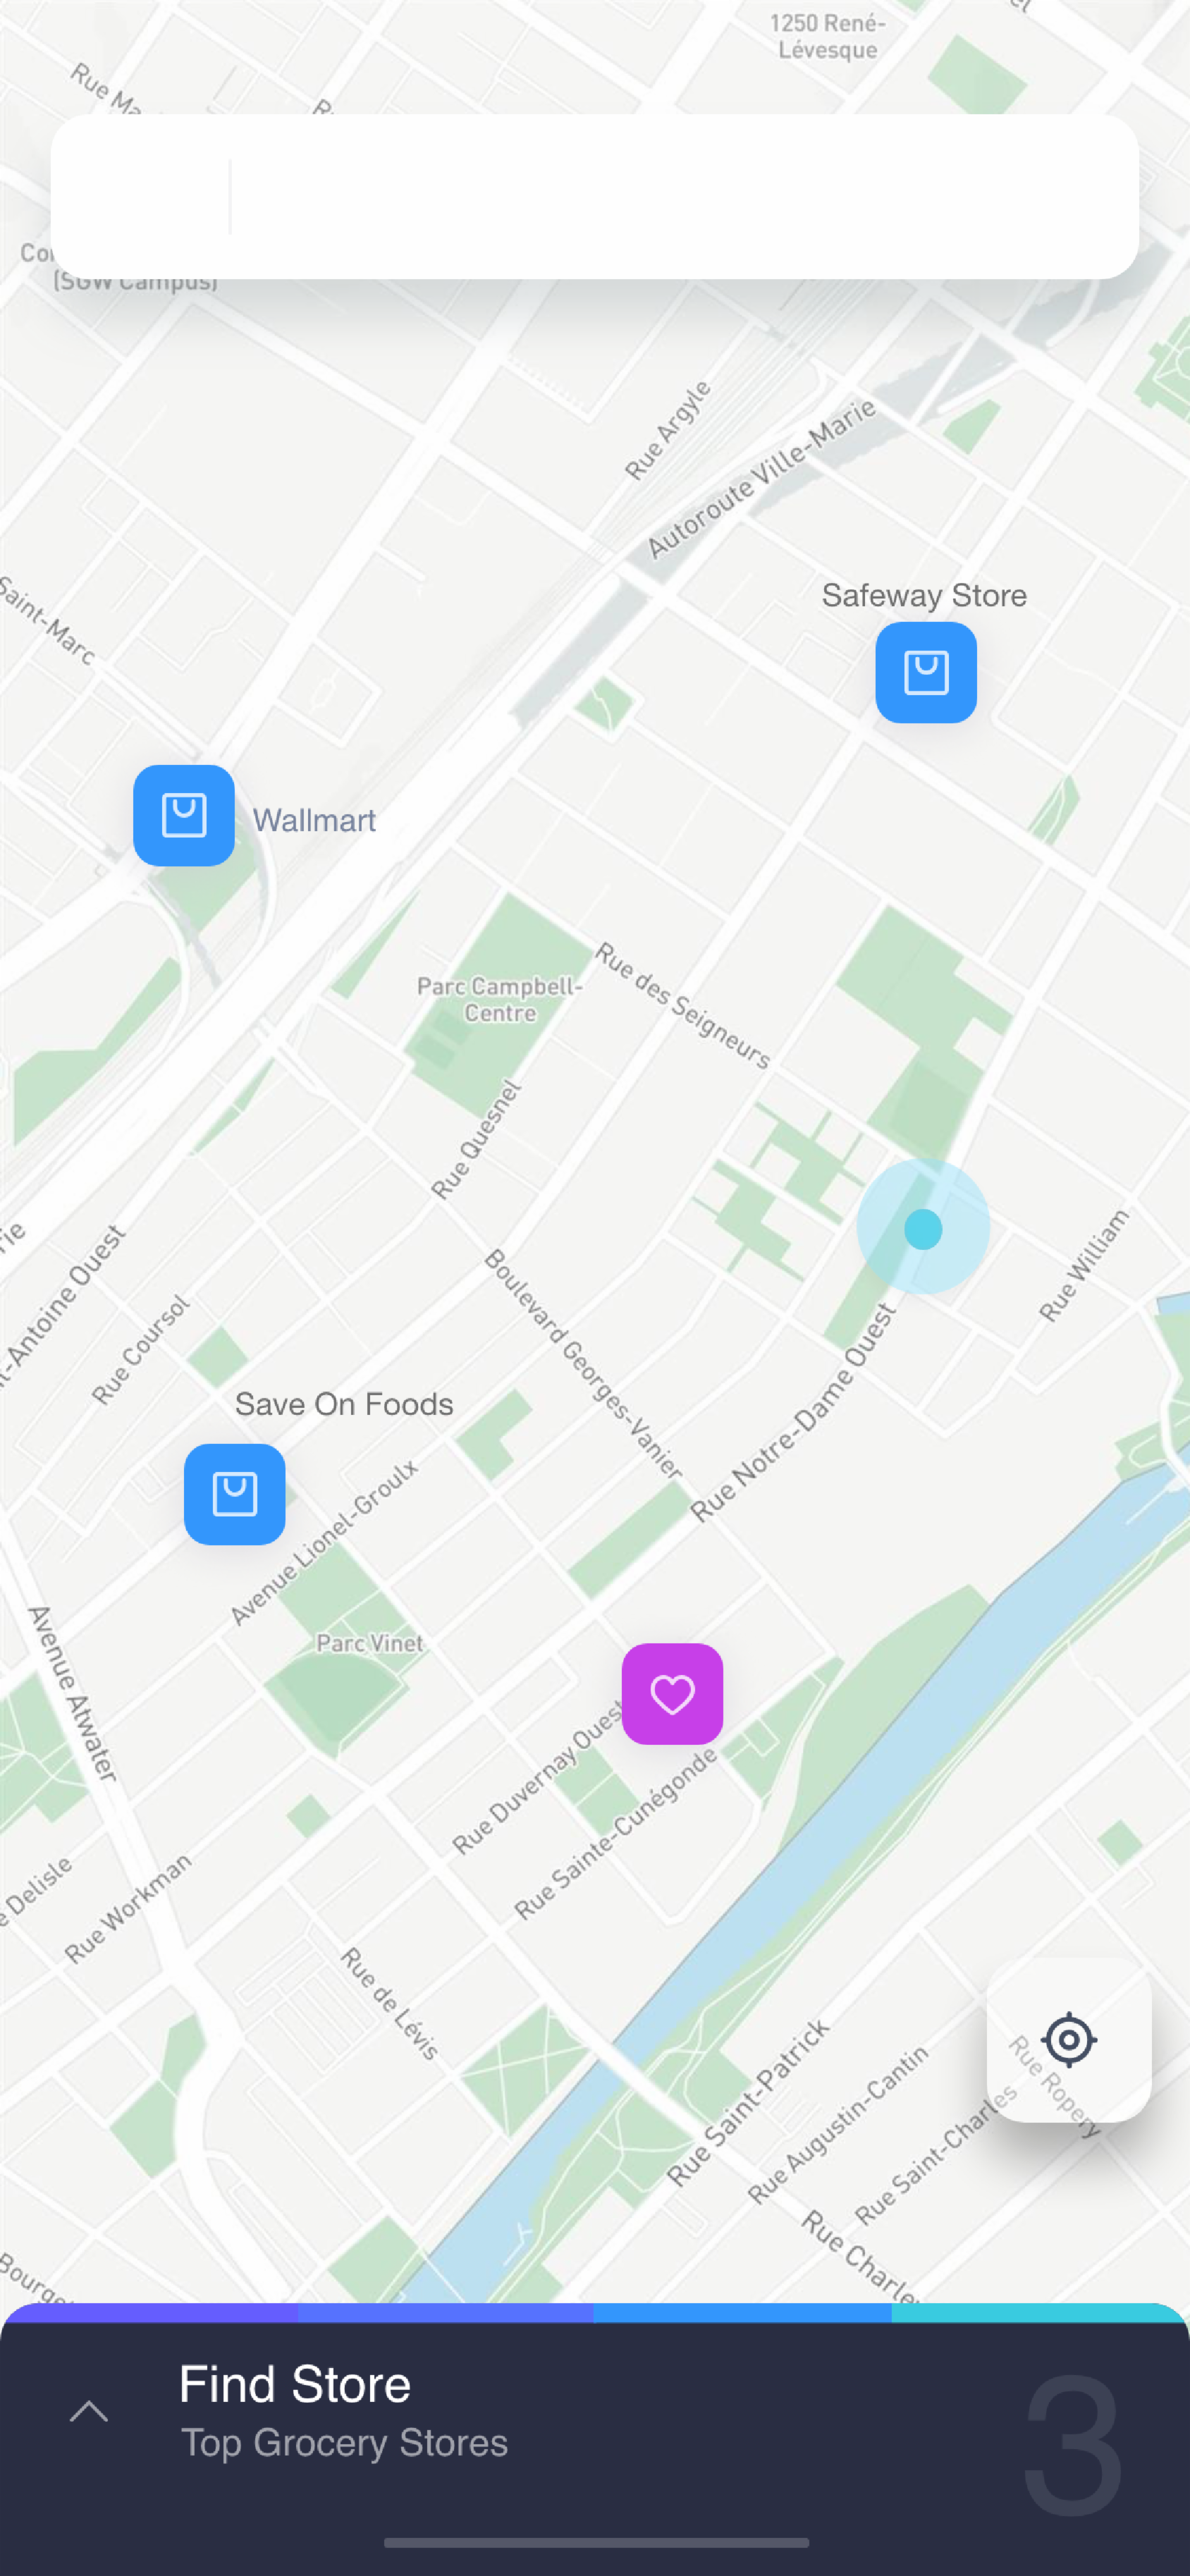 1250 René-
Lévesque
Rue Ma
(SGW Campus)
Rue Argyle
Autoroute Ville-Marie
Saint-Marc
Safeway Store
Wallmart
Parc Campbell-
Centre
Rue des Seigneurs
Rue Quesnel
Rue William
-Antoine Ouest
Rue Coursol
Boulevard Georges-Vanier
Rue Notre-Dame Ouest
Save On Foods
Avenue Lionel-Groulx
Avenue Atwater
Parc Vinet
Rue Duvernay Ouest
Rue Sainte-Cunégonde
Delisle
Rue Workman
Rue de Lévis
Rue Saint-Patrick
Rue Augustin-Cantin
Rue Saint-Charles
Rue Ropery
Rue Charle
Bourge
Find Store
Top Grocery Stores
3